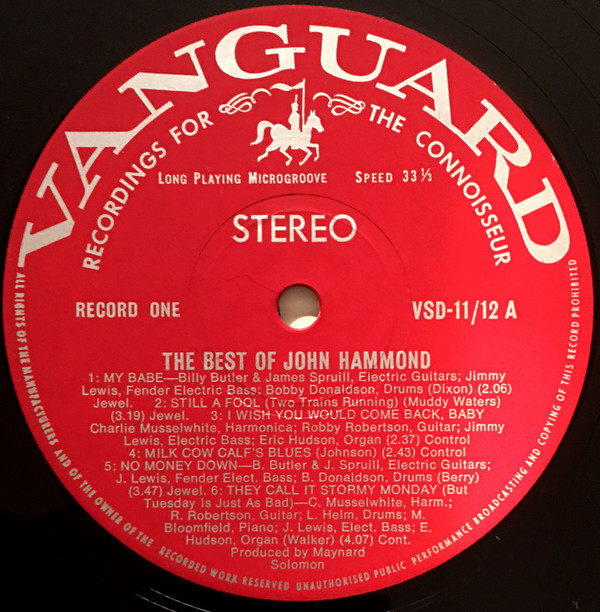 VANGUARD
RECORDINGS FOR THE CONNOISSEUR
LONG PLAYING MICROGROOVE SPEED 33⅓
STEREO
RECORD ONE
VSD-11/12 A
THE BEST OF JOHN HAMMOND
1: MY BABE—Billy Butler & James Spruill, Electric Guitars; Jimmy
Lewis, Fender Electric Bass: Bobby Donaldson, Drums (Dixon) (2.06)
Jewel. 2: STILL A FOOL (Two Trains Running) (Muddy Waters)
(3.19) Jewel. 3: I WISH YOU WOULD COME BACK, BABY
Charlie Musselwhite, Harmonica; Robby Robertson, Guitar; Jimmy
Lewis, Electric Bass; Eric Hudson, Organ (2.37) Control
4: MILK COW CALF'S BLUES (Johnson) (2.43) Control
5: NO MONEY DOWN—B. Butler & J. Spruill, Electric Guitars;
J. Lewis, Fender Elect. Bass; B. Donaldson, Drums (Berry)
(3.47) Jewel. 6: THEY CALL IT STORMY MONDAY (But
Tuesday Is Just As Bad)—C. Musselwhite, Harm.;
R. Robertson, Guitar; L. Helm, Drums; M.
Bloomfield, Piano; J. Lewis, Elect. Bass; E.
Hudson, Organ (Walker) (4.07) Cont.
Produced by Maynard
Solomon
ALL RIGHTS OF THE MANUFACTURERS AND OF THE OWNER OF THE RECORDED WORK RESERVED UNAUTHORISED PUBLIC PERFORMANCE BROADCASTING AND COPYING OF THIS RECORD PROHIBITED